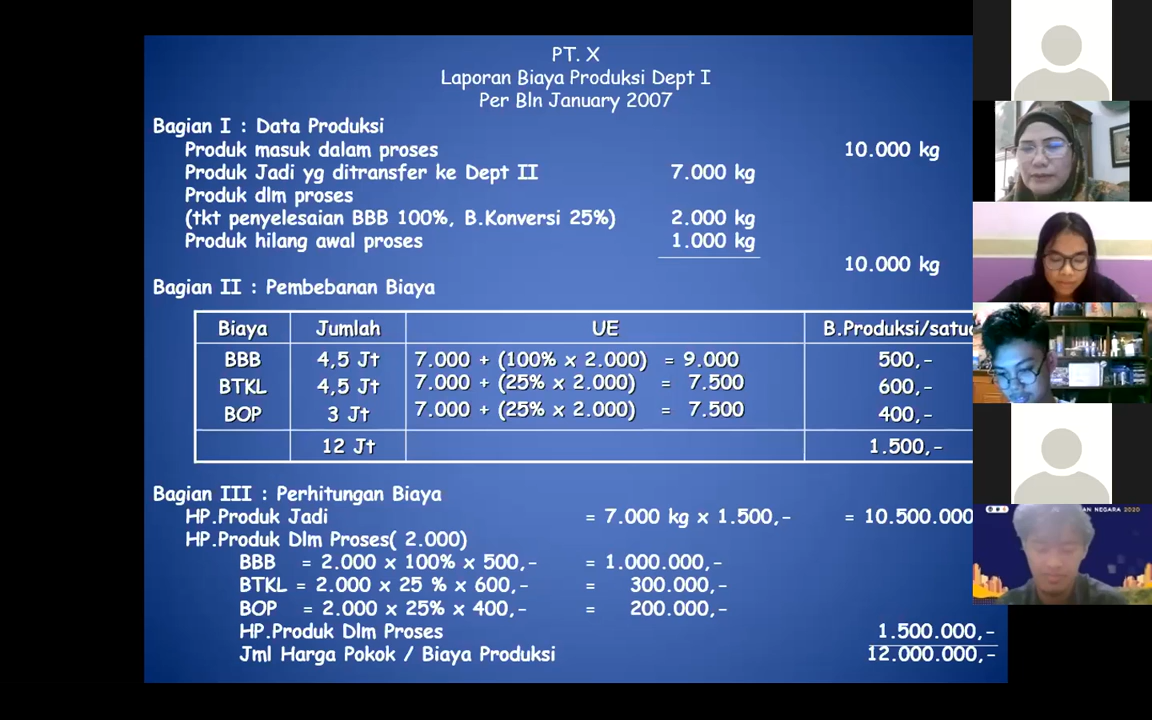 PT. X
Laporan Biaya Produksi Dept I
Per Bln January 2007
Bagian I : Data Produksi
Produk masuk dalam proses 10.000 kg
Produk Jadi yg ditransfer ke Dept II 7.000 kg
Produk dlm proses
(tkt penyelesaian BBB 100%, B.Konversi 25%) 2.000 kg
Produk hilang awal proses 1.000 kg
10.000 kg
Bagian II : Pembebanan Biaya
Biaya Jumlah UE B.Produksi/satua
BBB 4,5 Jt 7.000 + (100% x 2.000) = 9.000 500,-
BTKL 4,5 Jt 7.000 + (25% x 2.000) = 7.500 600,-
BOP 3 Jt 7.000 + (25% x 2.000) = 7.500 400,-
12 Jt 1.500,-
Bagian III : Perhitungan Biaya
HP.Produk Jadi = 7.000 kg x 1.500,- = 10.500.000
HP.Produk Dlm Proses( 2.000)
BBB = 2.000 x 100% x 500,- = 1.000.000,-
BTKL = 2.000 x 25 % x 600,- = 300.000,-
BOP = 2.000 x 25% x 400,- = 200.000,-
HP.Produk Dlm Proses 1.500.000,-
Jml Harga Pokok / Biaya Produksi 12.000.000,-
AN NEGARA 2020